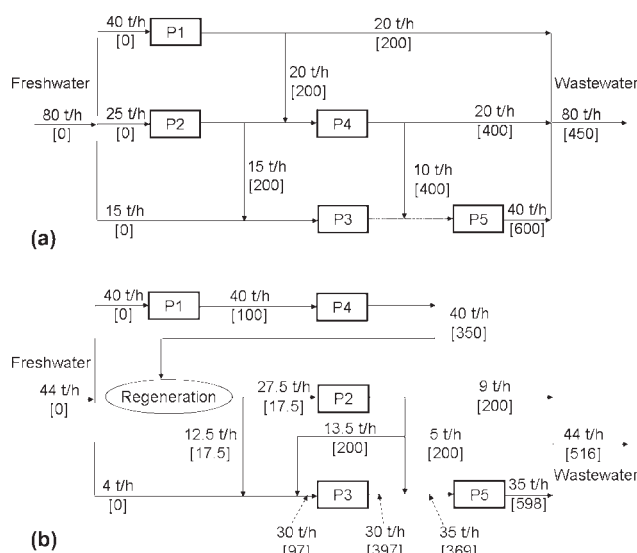 40 t/h
[0]
P1
20 t/h
[200]
Freshwater
20 t/h
[200]
Wastewater
80 t/h
[0]
25 t/h
[0]
P2
P4
20 t/h
[400]
80 t/h
[450]
15 t/h
[200]
10 t/h
[400]
15 t/h
[0]
P3
P5
40 t/h
[600]
(a)
40 t/h
[0]
P1
40 t/h
[100]
P4
40 t/h
[350]
Freshwater
44 t/h
[0]
Regeneration
27.5 t/h
[17.5]
P2
9 t/h
[200]
12.5 t/h
[17.5]
13.5 t/h
[200]
5 t/h
[200]
44 t/h
[516]
Wastewater
4 t/h
[0]
P3
P5
35 t/h
[598]
30 t/h
[97]
30 t/h
[397]
35 t/h
[369]
(b)